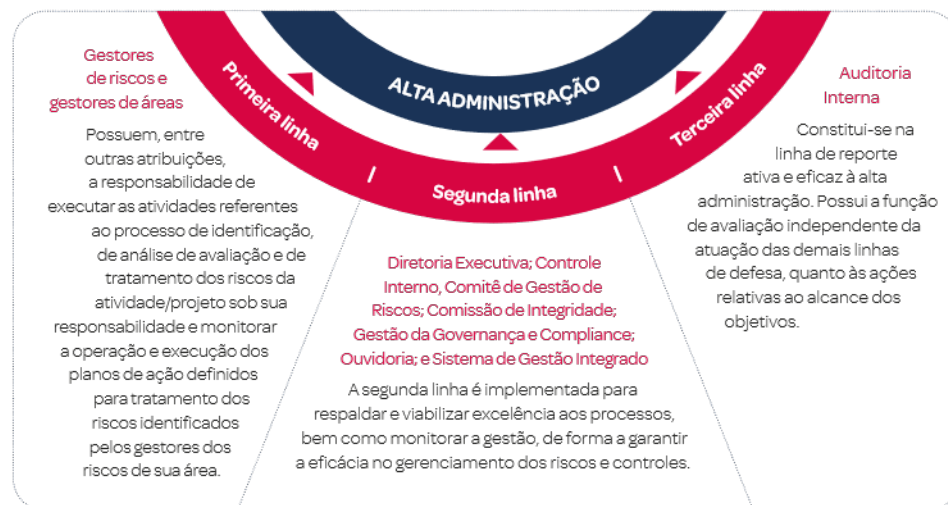 ALTA ADMINISTRAÇÃO
Primeira linha
Segunda linha
Terceira linha
Gestores
de riscos e
gestores de áreas
Possuem, entre
outras atribuições,
a responsabilidade de
executar as atividades referentes
ao processo de identificação,
de análise de avaliação e de
tratamento dos riscos da
atividade/projeto sob sua
responsabilidade e monitorar
a operação e execução dos
planos de ação definidos
para tratamento dos
riscos identificados
pelos gestores dos
riscos de sua área.
Diretoria Executiva; Controle
Interno, Comitê de Gestão de
Riscos; Comissão de Integridade;
Gestão da Governança e Compliance;
Ouvidoria; e Sistema de Gestão Integrado
A segunda linha é implementada para
respaldar e viabilizar excelência aos processos,
bem como monitorar a gestão, de forma a garantir
a eficácia no gerenciamento dos riscos e controles.
Auditoria
Interna
Constitui-se na
linha de reporte
ativa e eficaz à alta
administração. Possui a função
de avaliação independente da
atuação das demais linhas
de defesa, quanto às ações
relativas ao alcance dos
objetivos.